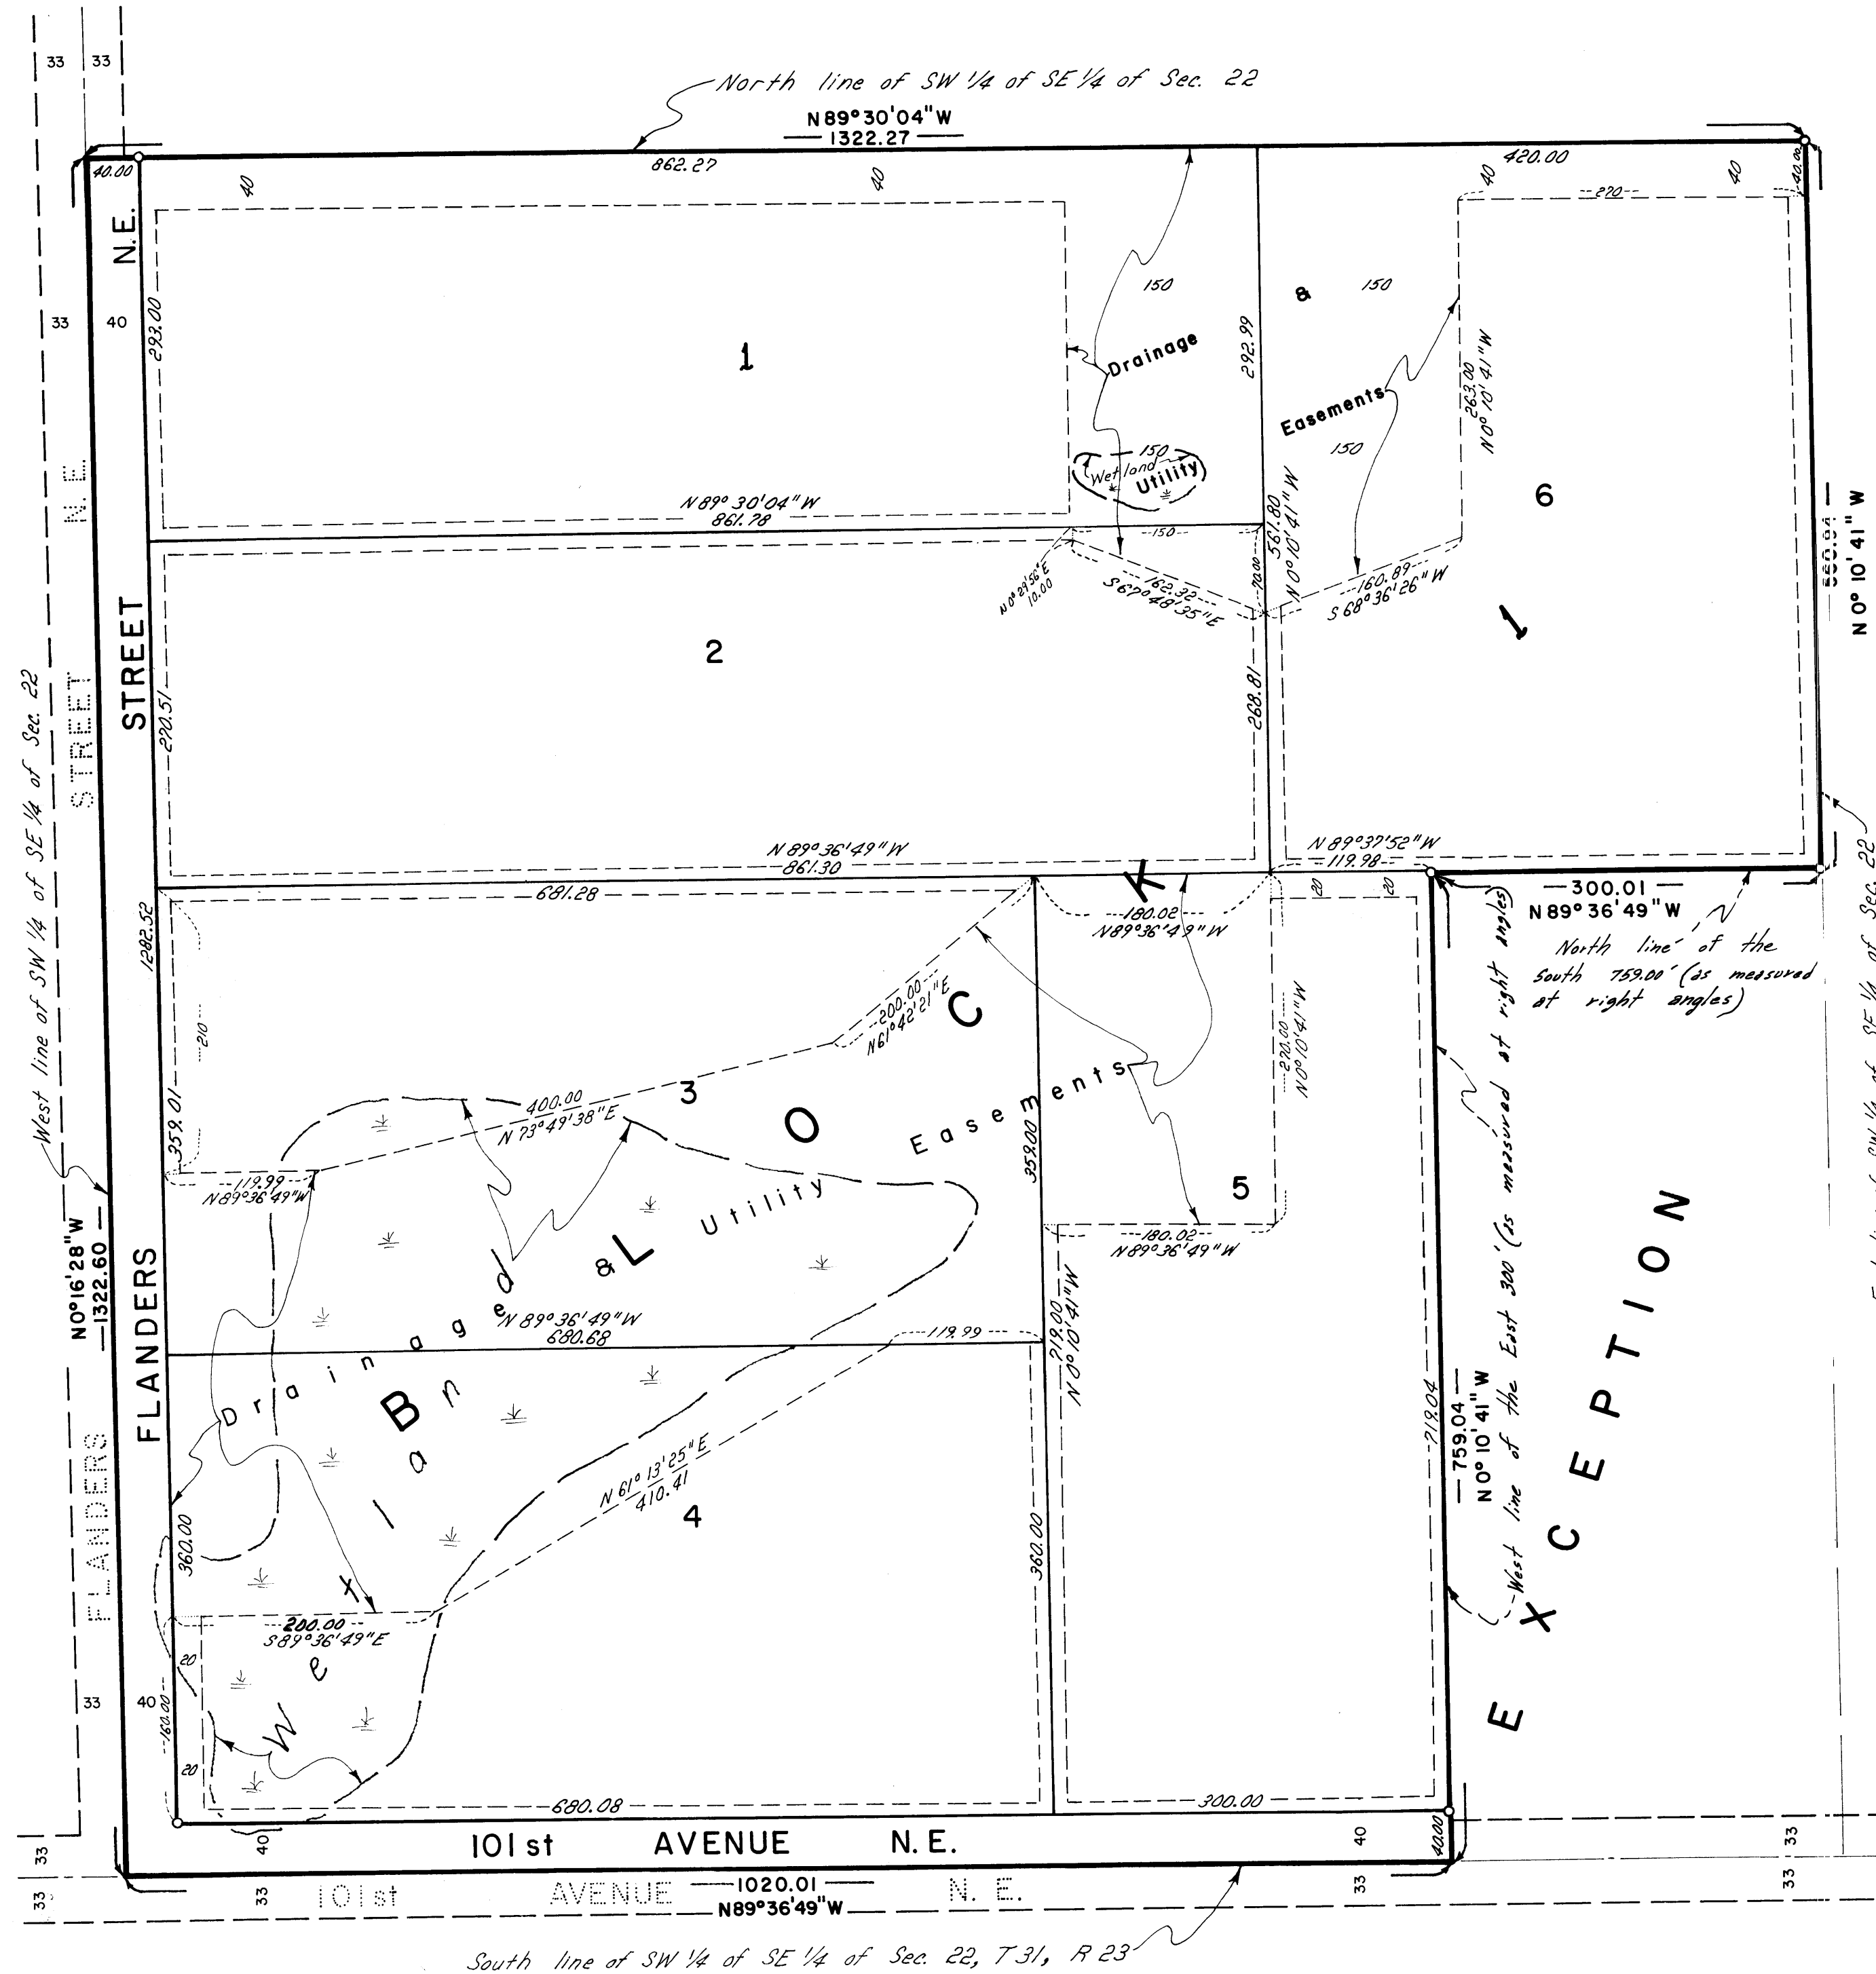 33
33
North line of SW 1/4 of SE 1/4 of Sec. 22
N89°30'04"W
1322.27
40.00
862.27
420.00
40
40
40
40
40.00
270
N.E.
293.00
33
40
1
150
&
150
292.99
Drainage
Easements
150
263.00
N0°10'41"W
150
Wetland
Utility
N.E.
N89°30'04"W
861.78
150
561.80
N0°10'41"W
6
N0°10'41"W
N0°29'56"E
10.00
162.32
S67°48'35"E
70.00
160.89
S68°36'26"W
1
STREET
STREET
2
270.51
268.81
West line of SW 1/4 of SE 1/4 of Sec. 22
N89°36'49"W
861.30
K
N89°37'52"W
119.98
681.28
180.02
N89°36'49"W
20
20
300.01
N89°36'49"W
North line of the
South 759.00' (as measured
at right angles)
1282.52
210
200.00
N61°42'21"E
C
270.00
N0°10'41"W
359.01
400.00
N73°49'38"E
3
O
Easements
359.00
119.99
N89°36'49"W
5
Utility
180.02
N89°36'49"W
N0°16'28"W
1322.60
FLANDERS
&
L
Drainage
N89°36'49"W
680.68
119.99
219.00
N0°10'41"W
B
Wetland
FLANDERS
N61°13'25"E
410.41
4
360.00
360.00
719.04
759.04
N0°10'41"W
West line of the East 300' (as measured at right angles)
EXCEPTION
200.00
S89°36'49"E
20
33
40
160.00
20
680.08
300.00
33
40
101st AVENUE N.E.
40
40.00
33
33
33
101st AVENUE N.E.
1020.01
N89°36'49"W
33
33
South line of SW 1/4 of SE 1/4 of Sec. 22, T31, R23